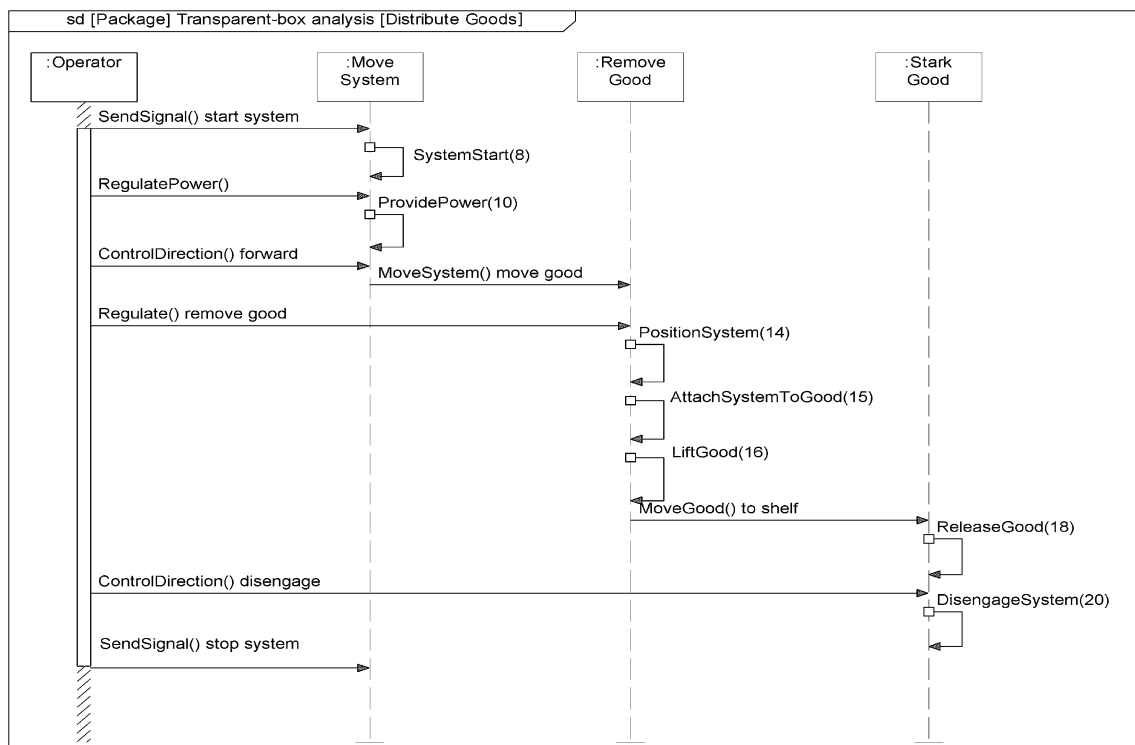 sd [Package] Transparent-box analysis [Distribute Goods]
:Operator
:Move
System
:Remove
Good
:Stark
Good
SendSignal() start system
SystemStart(8)
RegulatePower()
ProvidePower(10)
ControlDirection() forward
MoveSystem() move good
Regulate() remove good
PositionSystem(14)
AttachSystemToGood(15)
LiftGood(16)
MoveGood() to shelf
ReleaseGood(18)
ControlDirection() disengage
DisengageSystem(20)
SendSignal() stop system